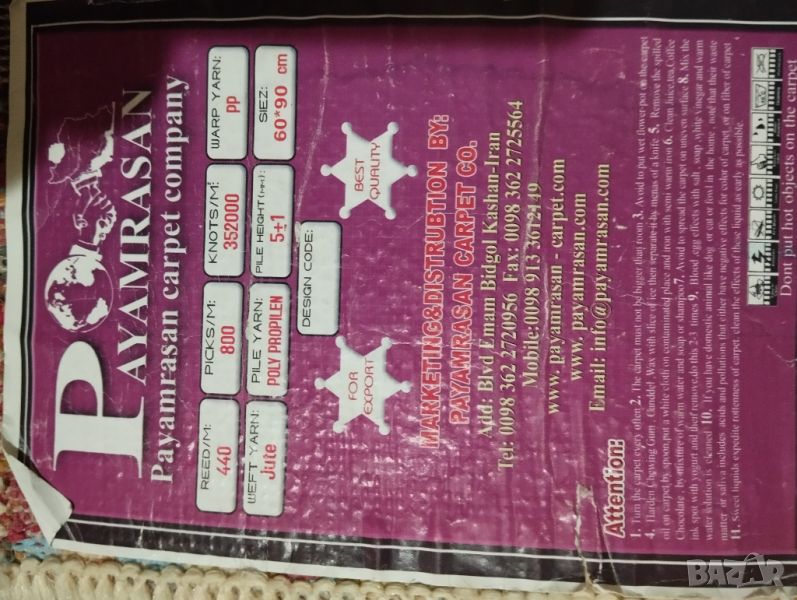 PAYAMRASAN
Payamrasan carpet company
REED/M:
440
PICKS/M:
800
KNOTS/M²:
352000
WARP YARN:
PP
WEFT YARN:
Jute
PILE YARN:
POLY PROPILEN
PILE HEIGHT(MM):
5±1
SIEZ:
60*90 cm
DESIGN CODE:
FOR
EXPORT
BEST
QUALITY
MARKETING&DISTRUBTION BY:
PAYAMRASAN CARPET CO.
Add: Blvd Emam Bidgol Kashan-Iran
Tel: 0098 362 2720956 Fax: 0098 362 2725564
Mobile:0098 913 3612449
www. payamrasan - carpet.com
www. payamrasan.com
Email: info@payamrasan.com
Attention:
1. Turn the carpet every often 2. The carpet must not be bigger than room 3. Avoid to put wet flower-pot on the carpet
4. Harden Chewing Gum, Candle! Wax with slice of ice then separate it by menas of a knife 5. Remove the spilled
oil on carpet by spoon, put a white cloth on contaminated place and iron with semi warm iron 6. Clean Juice, tea, Coffee
Chocolate by mixture of warm water and soap or shampoo 7. Avoid to spread the carpet on uneven surface 8. Mix the
ink spot with yogurt and then remove, do this 2-3 times 9. Blood, egg effects with salt, soap, white vinegar and warm
water solution is cleaned 10. If you have domestic animal like dog or cat or fowl in the home, note that their waste
matter or saliva includes acids and pollutions that either have negative effects for color of carpet, or on fiber of carpet
11. Sweet liquids expedite rottenness of carpet, clean the effects of these liquid as early as possible.
Dont put hot objects on the carpet
BAZAR